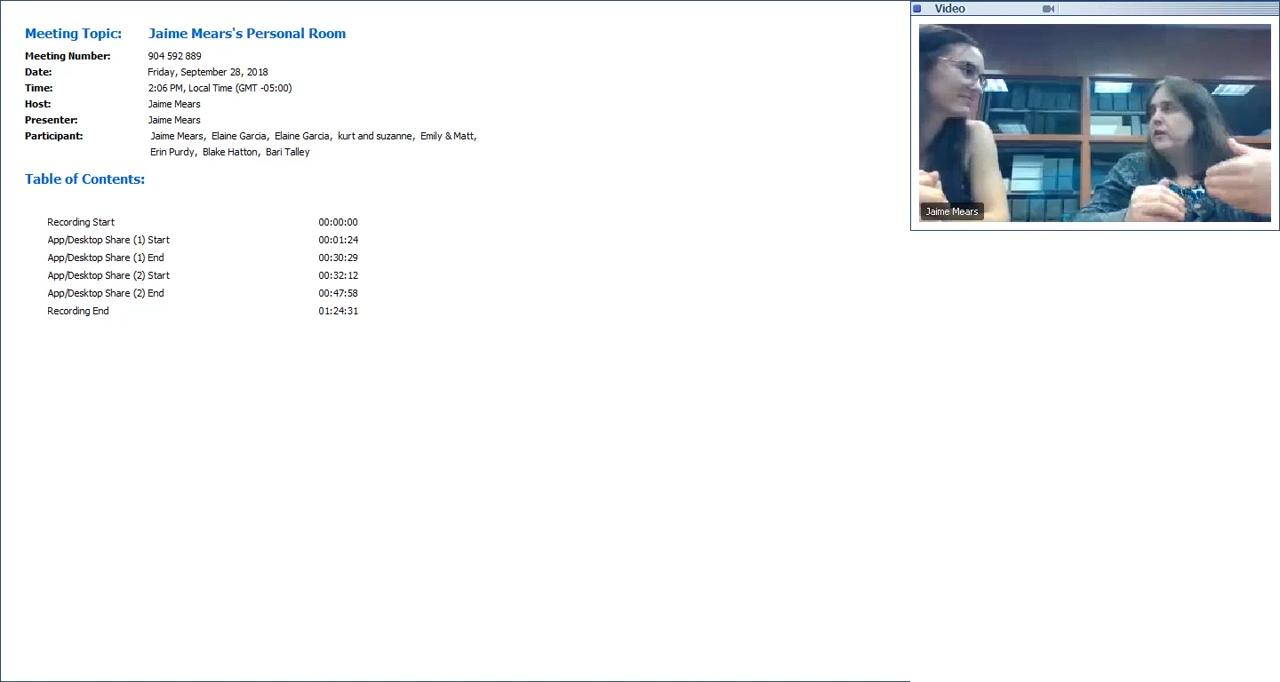 Meeting Topic: Jaime Mears's Personal Room
Meeting Number: 904 592 889
Date: Friday, September 28, 2018
Time: 2:06 PM, Local Time (GMT -05:00)
Host: Jaime Mears
Presenter: Jaime Mears
Participant: Jaime Mears, Elaine Garcia, Elaine Garcia, kurt and suzanne, Emily & Matt,
Erin Purdy, Blake Hatton, Bari Talley
Table of Contents:
Recording Start 00:00:00
App/Desktop Share (1) Start 00:01:24
App/Desktop Share (1) End 00:30:29
App/Desktop Share (2) Start 00:32:12
App/Desktop Share (2) End 00:47:58
Recording End 01:24:31
Video
Jaime Mears